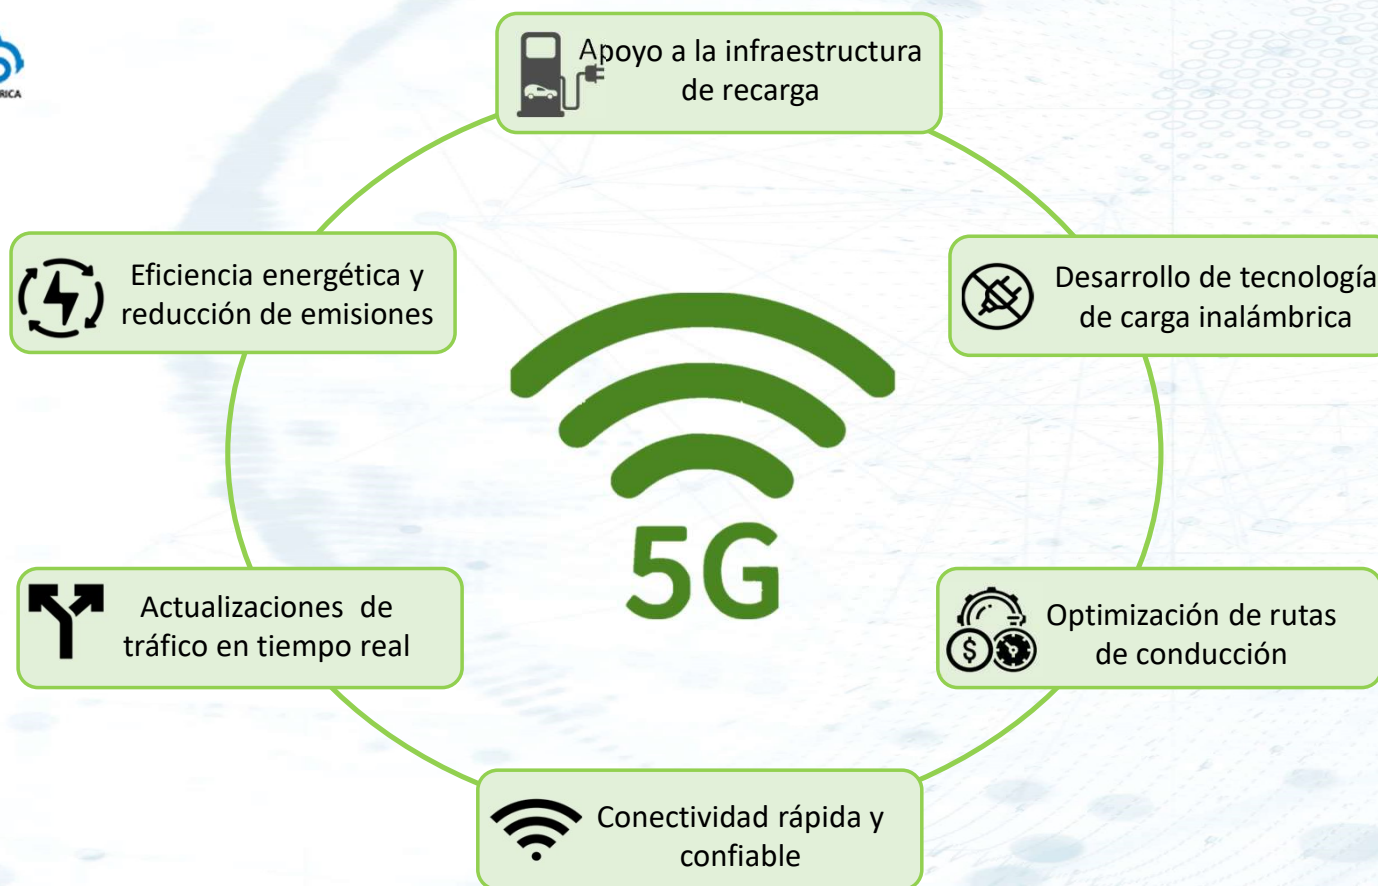 RICA
Apoyo a la infraestructura
de recarga
Eficiencia energética y
reducción de emisiones
Desarrollo de tecnología
de carga inalámbrica
5G
Actualizaciones de
tráfico en tiempo real
$
Optimización de rutas
de conducción
Conectividad rápida y
confiable